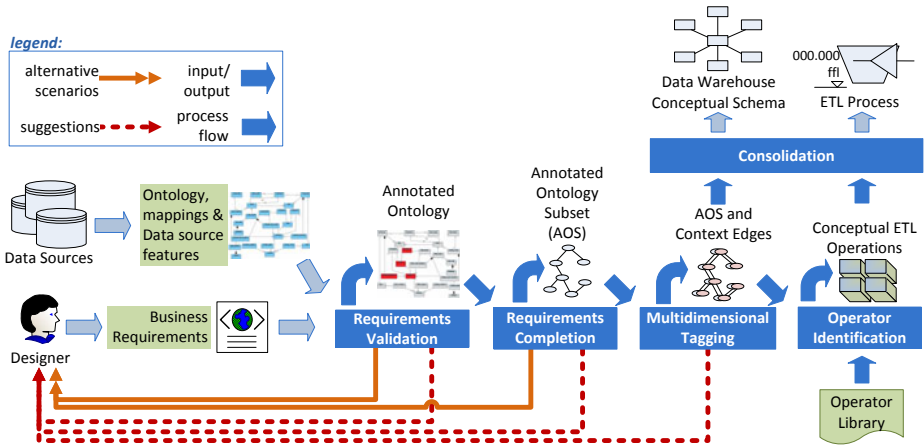 legend:
alternative
scenarios
input/
output
suggestions
process
flow
Data Warehouse
Conceptual Schema
000.000
ffl
ETL Process
Consolidation
Data Sources
Ontology,
mappings &
Data source
features
Annotated
Ontology
Annotated
Ontology
Subset
(AOS)
AOS and
Context Edges
Conceptual ETL
Operations
Designer
Business
Requirements
Requirements
Validation
Requirements
Completion
Multidimensional
Tagging
Operator
Identification
Operator
Library